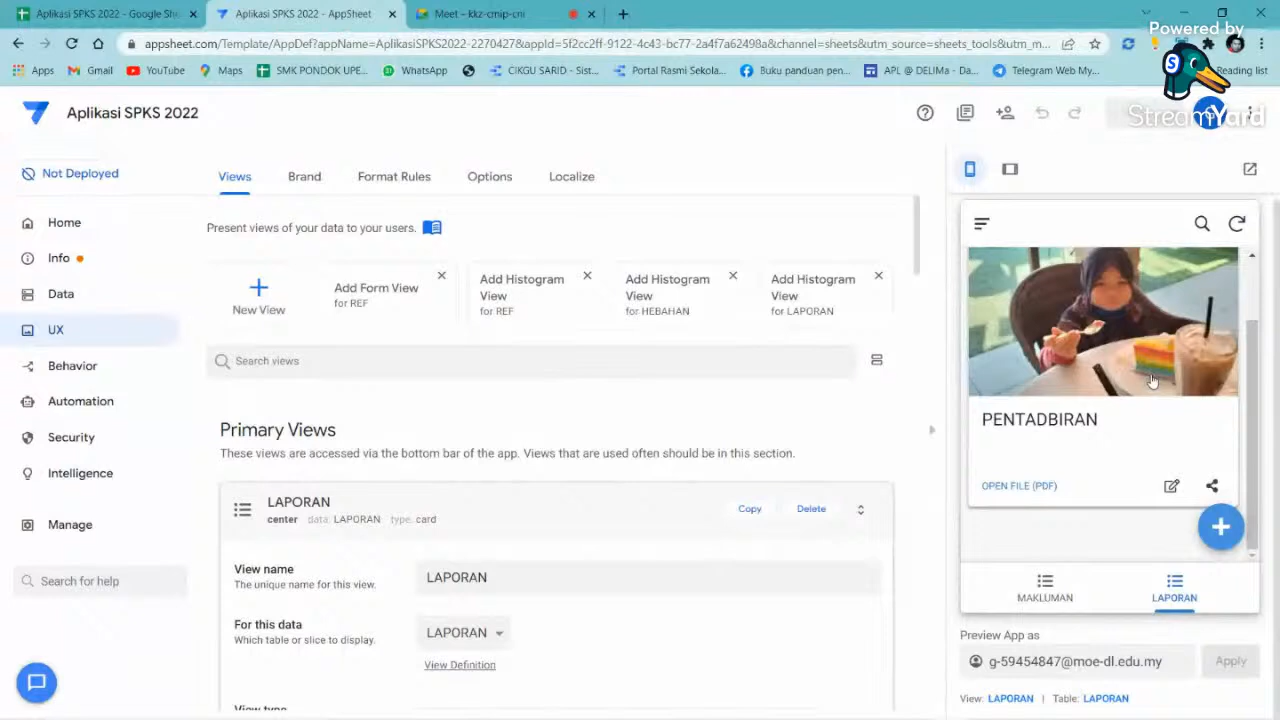 Aplikasi SPKS 2022 - Google She
Aplikasi SPKS 2022 - AppSheet
Meet – kkz-cmip-cni
Powered by
appsheet.com/Template/AppDef?appName=AplikasiSPKS2022-2270427&appId=5f2cc2ff-9122-4c43-bc77-2a4f7a62498a&channel=sheets&utm_source=sheets_tools&utm_m...
Apps
Gmail
YouTube
Maps
SMK PONDOK UPE...
WhatsApp
CIKGU SARID - Sist...
Portal Rasmi Sekola...
Buku panduan pen...
APL @ DELIMa - Da...
Telegram Web My...
Reading list
StreamYard
Aplikasi SPKS 2022
Not Deployed
Home
Info
Data
UX
Behavior
Automation
Security
Intelligence
Manage
Search for help
Views
Brand
Format Rules
Options
Localize
Present views of your data to your users.
New View
Add Form View
for REF
Add Histogram
View
for REF
Add Histogram
View
for HEBAHAN
Add Histogram
View
for LAPORAN
Search views
Primary Views
These views are accessed via the bottom bar of the app. Views that are used often should be in this section.
LAPORAN
center data: LAPORAN type: card
Copy
Delete
View name
The unique name for this view.
LAPORAN
For this data
Which table or slice to display.
LAPORAN
View Definition
View type
PENTADBIRAN
OPEN FILE (PDF)
MAKLUMAN
LAPORAN
Preview App as
g-59454847@moe-dl.edu.my
Apply
View: LAPORAN | Table: LAPORAN